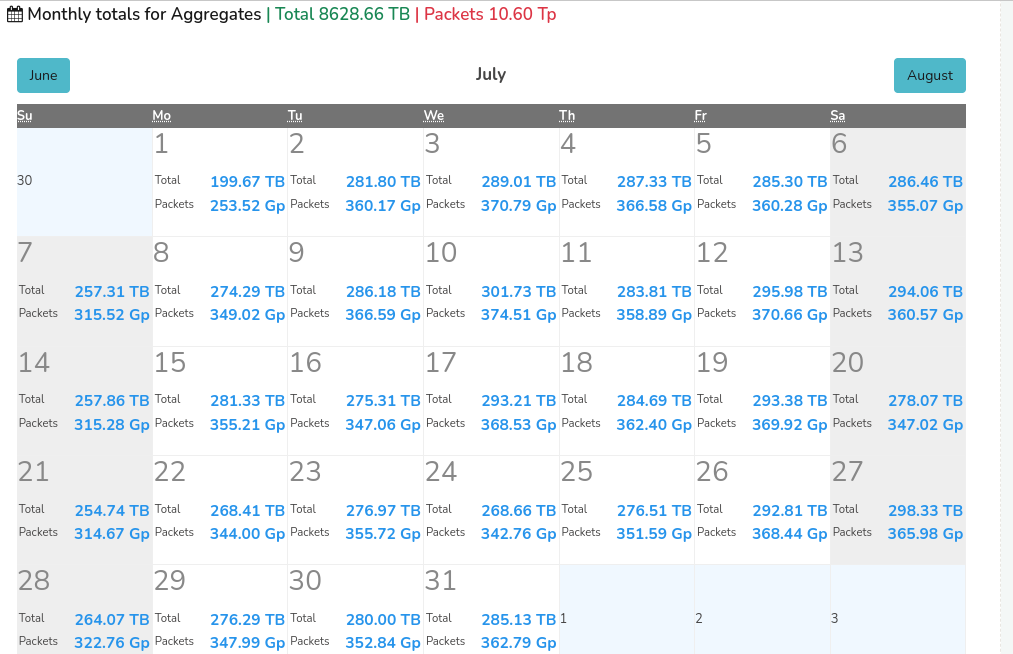 Monthly totals for Aggregates | Total 8628.66 TB | Packets 10.60 Tp
June July August
Su Mo Tu We Th Fr Sa
1 2 3 4 5 6
30 Total 199.67 TB Total 281.80 TB Total 289.01 TB Total 287.33 TB Total 285.30 TB Total 286.46 TB
Packets 253.52 Gp Packets 360.17 Gp Packets 370.79 Gp Packets 366.58 Gp Packets 360.28 Gp Packets 355.07 Gp
7 8 9 10 11 12 13
Total 257.31 TB Total 274.29 TB Total 286.18 TB Total 301.73 TB Total 283.81 TB Total 295.98 TB Total 294.06 TB
Packets 315.52 Gp Packets 349.02 Gp Packets 366.59 Gp Packets 374.51 Gp Packets 358.89 Gp Packets 370.66 Gp Packets 360.57 Gp
14 15 16 17 18 19 20
Total 257.86 TB Total 281.33 TB Total 275.31 TB Total 293.21 TB Total 284.69 TB Total 293.38 TB Total 278.07 TB
Packets 315.28 Gp Packets 355.21 Gp Packets 347.06 Gp Packets 368.53 Gp Packets 362.40 Gp Packets 369.92 Gp Packets 347.02 Gp
21 22 23 24 25 26 27
Total 254.74 TB Total 268.41 TB Total 276.97 TB Total 268.66 TB Total 276.51 TB Total 292.81 TB Total 298.33 TB
Packets 314.67 Gp Packets 344.00 Gp Packets 355.72 Gp Packets 342.76 Gp Packets 351.59 Gp Packets 368.44 Gp Packets 365.98 Gp
28 29 30 31
Total 264.07 TB Total 276.29 TB Total 280.00 TB Total 285.13 TB 1 2 3
Packets 322.76 Gp Packets 347.99 Gp Packets 352.84 Gp Packets 362.79 Gp